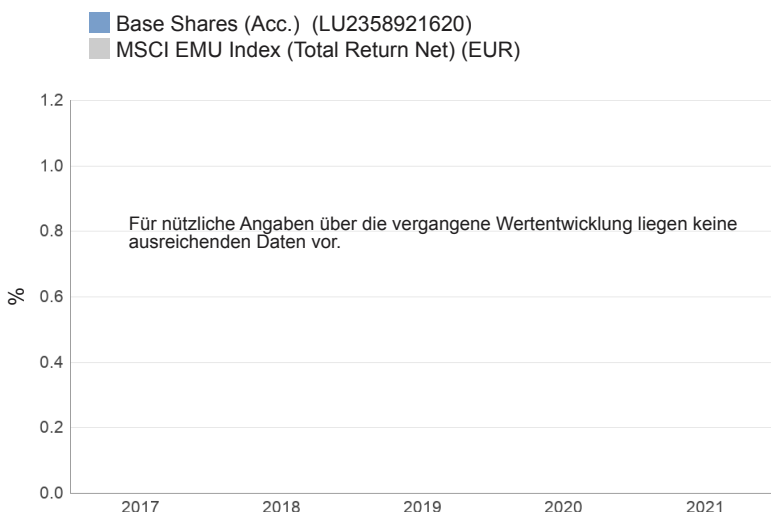 Base Shares (Acc.) (LU2358921620)
MSCI EMU Index (Total Return Net) (EUR)
1.2
1.0
Für nützliche Angaben über die vergangene Wertentwicklung liegen keine
0.8
ausreichenden Daten vor.
%
0.6
0.4
0.2
0.0
2017 2018 2019 2020 2021